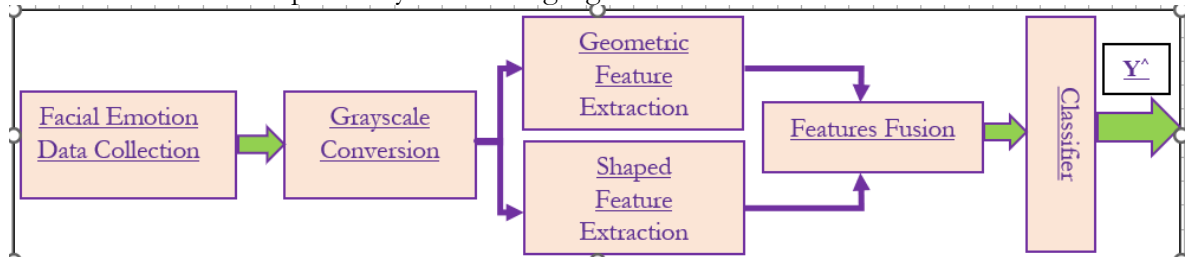 Facial Emotion
Data Collection
Grayscale
Conversion
Geometric
Feature
Extraction
Shaped
Feature
Extraction
Features Fusion
Classifier
Y^